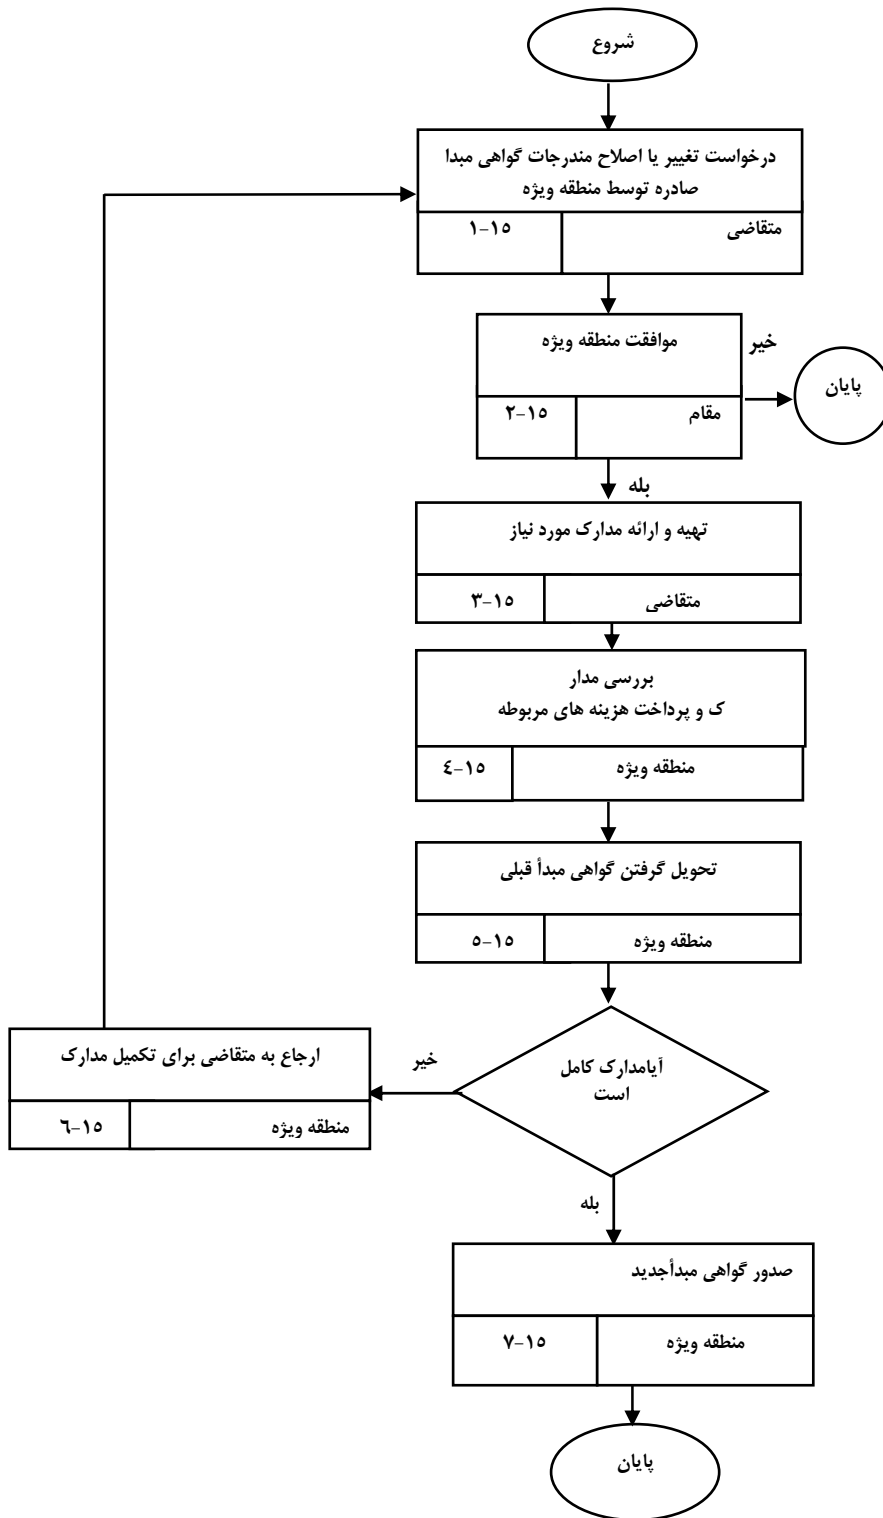 شروع
درخواست تغییر یا اصلاح مندرجات گواهی مبدا
صادره توسط منطقه ویژه
متقاضی
۱-۱۵
موافقت منطقه ویژه
خیر
پایان
مقام
۲-۱۵
بله
تهیه و ارائه مدارک مورد نیاز
متقاضی
۳-۱۵
بررسی مدار
ک و پرداخت هزینه های مربوطه
منطقه ویژه
٤-۱۵
تحویل گرفتن گواهی مبدأ قبلی
منطقه ویژه
۵-۱۵
آیامدارک کامل
است
خیر
ارجاع به متقاضی برای تکمیل مدارک
منطقه ویژه
٦-۱۵
بله
صدور گواهی مبدأجدید
منطقه ویژه
۷-۱۵
پایان